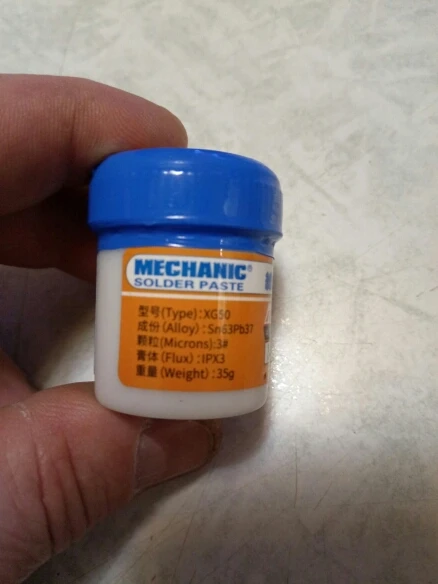 MECHANIC®
SOLDER PASTE
型号(Type):XG50
成份(Alloy):Sn63Pb37
颗粒(Microns):3#
膏体(Flux):IPX3
重量(Weight):35g